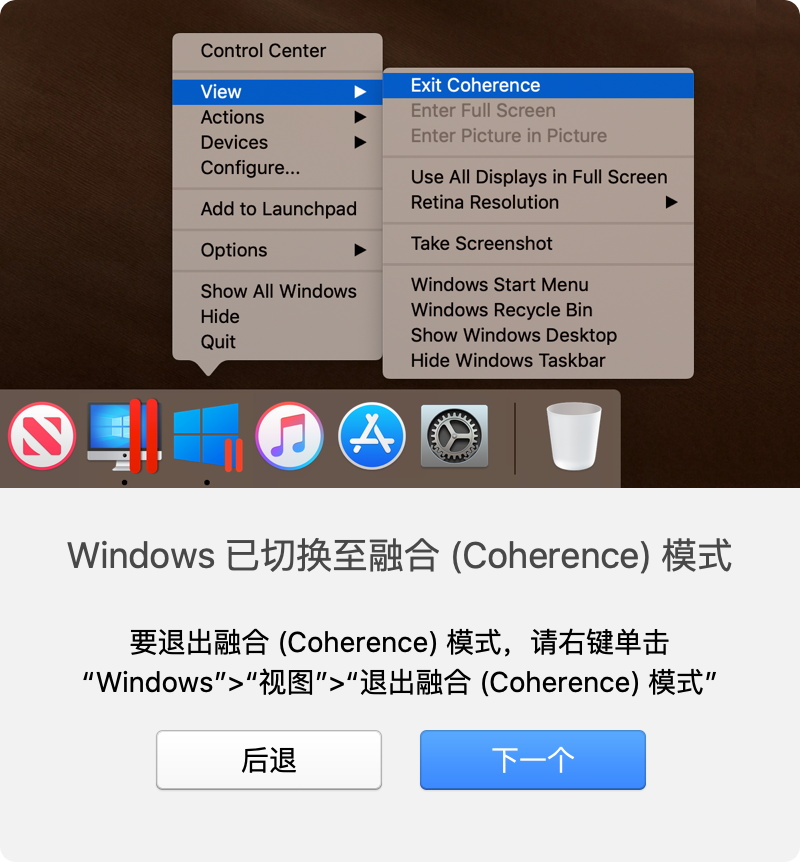 Control Center
View
Actions
Devices
Configure...
Add to Launchpad
Options
Show All Windows
Hide
Quit
Exit Coherence
Enter Full Screen
Enter Picture in Picture
Use All Displays in Full Screen
Retina Resolution
Take Screenshot
Windows Start Menu
Windows Recycle Bin
Show Windows Desktop
Hide Windows Taskbar
Windows 已切换至融合 (Coherence) 模式
要退出融合 (Coherence) 模式，请右键单击
“Windows”>“视图”>“退出融合 (Coherence) 模式”
后退
下一个